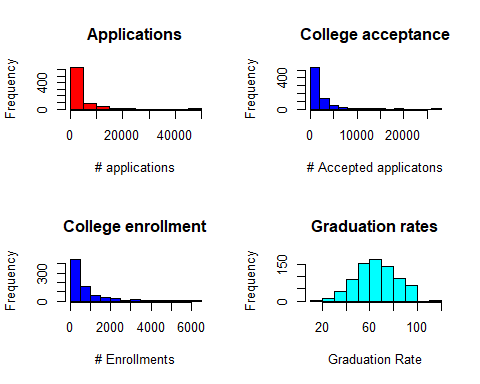 Applications
Frequency
0 400
0 20000 40000
# applications
College acceptance
Frequency
0 400
0 10000 20000
# Accepted applicatons
College enrollment
Frequency
0 300
0 2000 4000 6000
# Enrollments
Graduation rates
Frequency
0 150
20 60 100
Graduation Rate